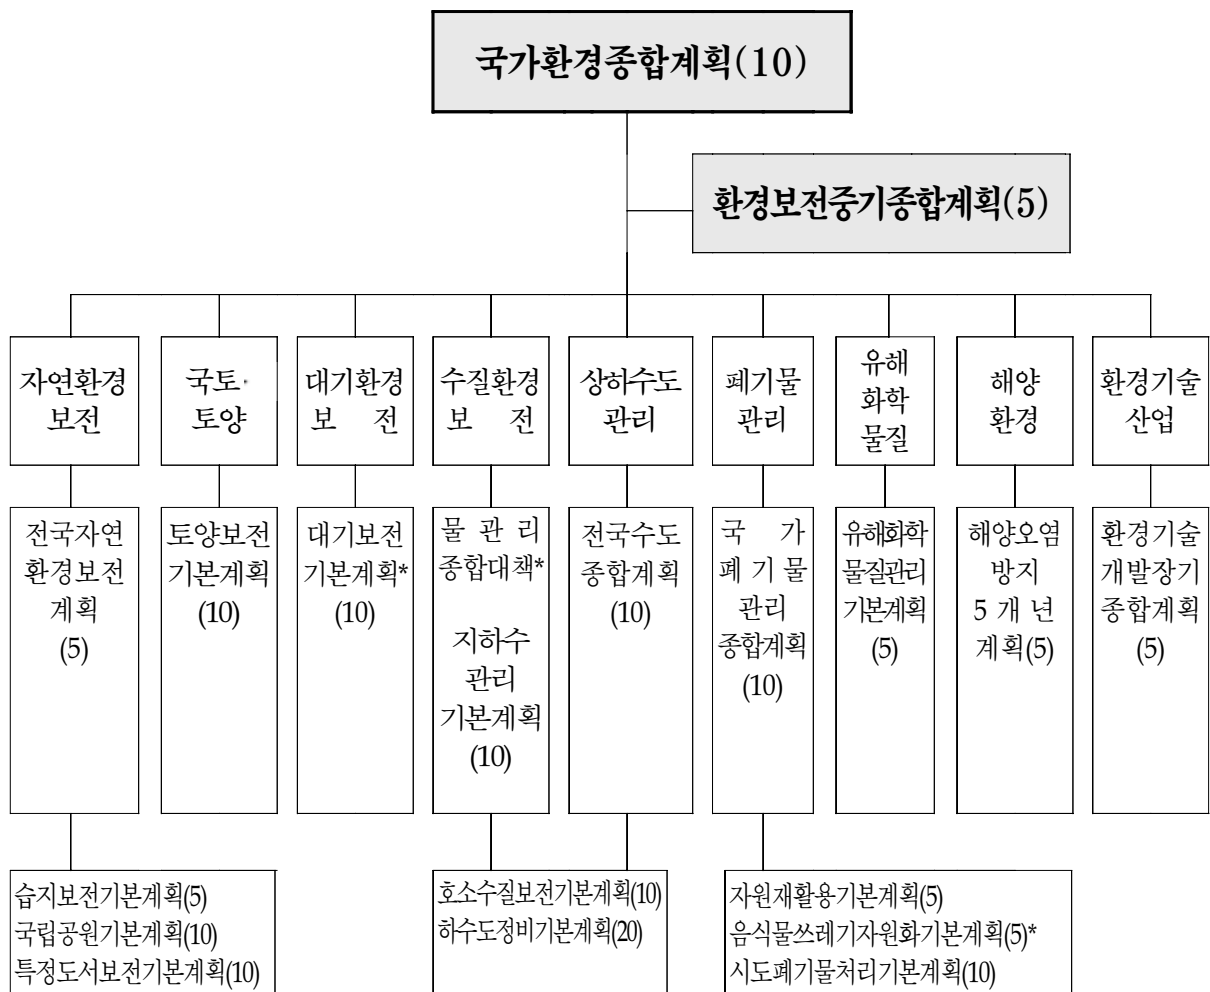 국가환경종합계획(10)
환경보전중기종합계획(5)
자연환경
보전
국토·
토양
대기환경
보 전
수질환경
보 전
상하수도
관리
폐기물
관리
유해
화학
물질
해양
환경
환경기술
산업
전국자연
환경보전
계획
(5)
토양보전
기본계획
(10)
대기보전
기본계획*
(10)
물 관 리
종합대책*
지하수
관리
기본계획
(10)
전국수도
종합계획
(10)
국 가
폐 기 물
관리
종합계획
(10)
유해화학
물질관리
기본계획
(5)
해양오염
방지
5 개 년
계획(5)
환경기술
개발장기
종합계획
(5)
습지보전기본계획(5)
국립공원기본계획(10)
특정도서보전기본계획(10)
호소수질보전기본계획(10)
하수도정비기본계획(20)
자원재활용기본계획(5)
음식물쓰레기자원화기본계획(5)*
시도폐기물처리기본계획(10)